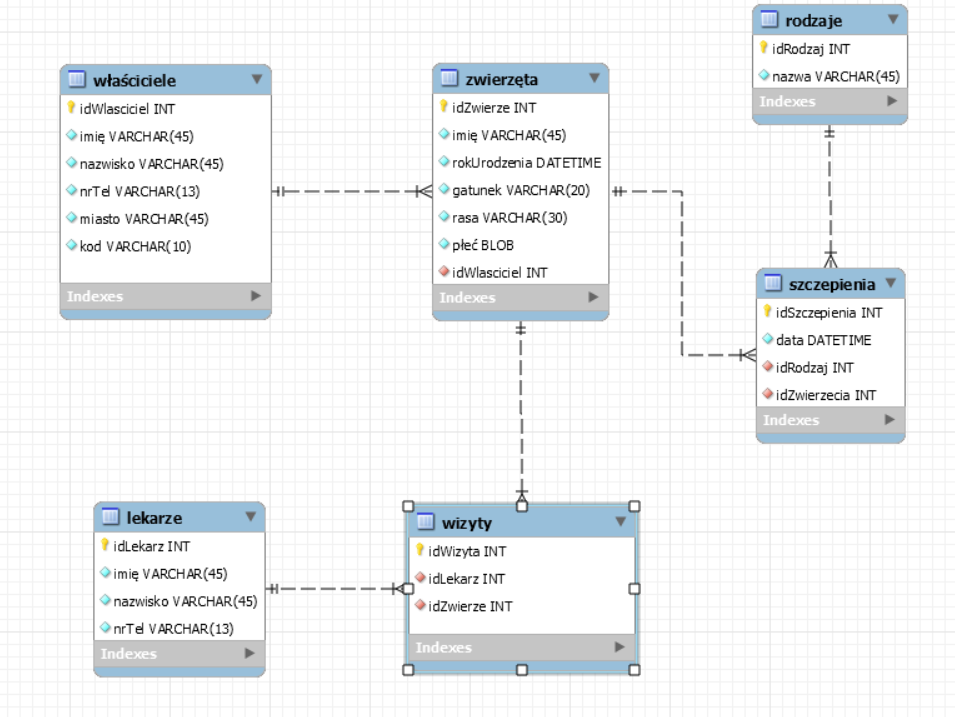 właściciele
idWlasciciel INT
imię VARCHAR(45)
nazwisko VARCHAR(45)
nrTel VARCHAR(13)
miasto VARCHAR(45)
kod VARCHAR(10)
Indexes
zwierzęta
idZwierze INT
imię VARCHAR(45)
rokUrodzenia DATETIME
gatunek VARCHAR(20)
rasa VARCHAR(30)
płeć BLOB
idWlasciciel INT
Indexes
rodzaje
idRodzaj INT
nazwa VARCHAR(45)
Indexes
szczepienia
idSzczepienia INT
data DATETIME
idRodzaj INT
idZwierzecia INT
Indexes
lekarze
idLekarz INT
imię VARCHAR(45)
nazwisko VARCHAR(45)
nrTel VARCHAR(13)
Indexes
wizyty
idWizyta INT
idLekarz INT
idZwierze INT
Indexes